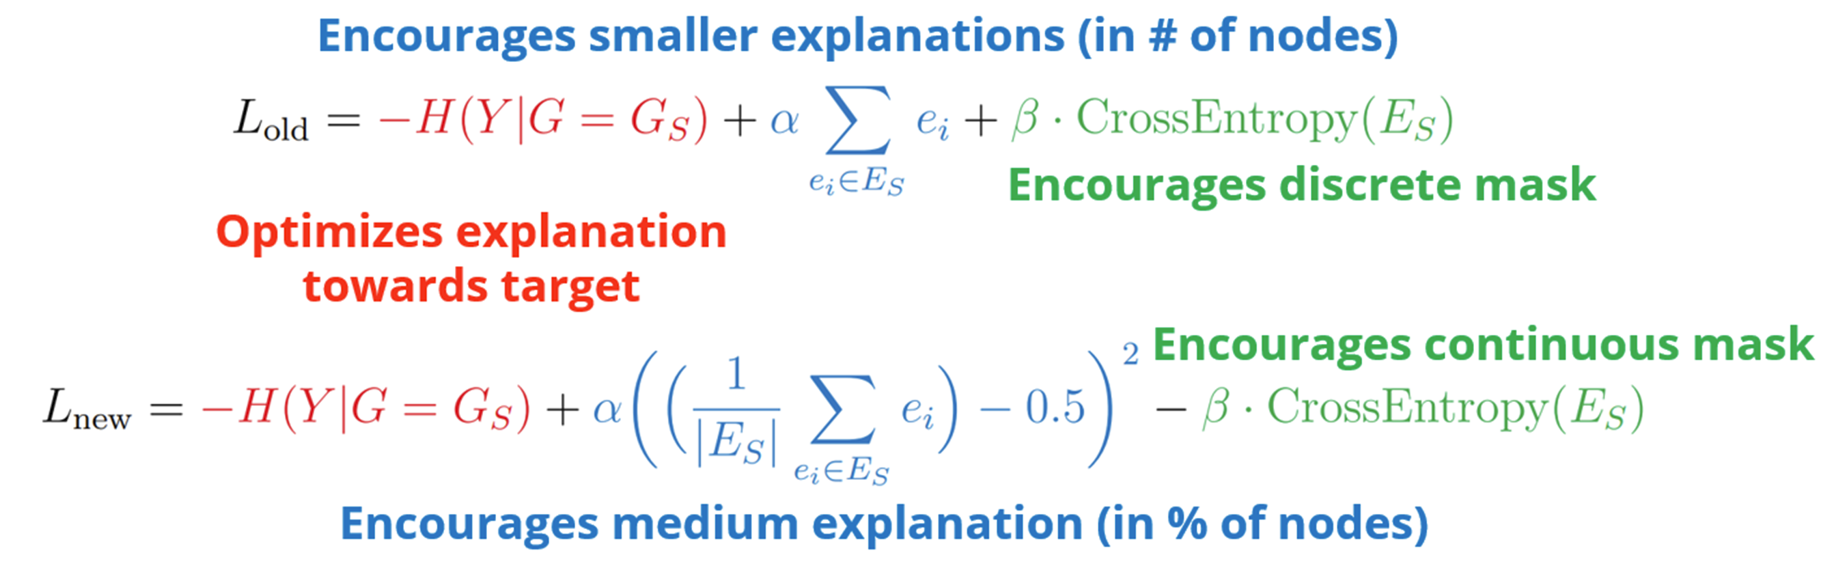 Encourages smaller explanations (in # of nodes)
L_old = −H(Y|G = G_S) + α ∑_{e_i∈E_S} e_i + β · CrossEntropy(E_S)
Encourages discrete mask
Optimizes explanation
towards target
Encourages continuous mask
L_new = −H(Y|G = G_S) + α((1/|E_S| ∑_{e_i∈E_S} e_i) − 0.5)^2 − β · CrossEntropy(E_S)
Encourages medium explanation (in % of nodes)